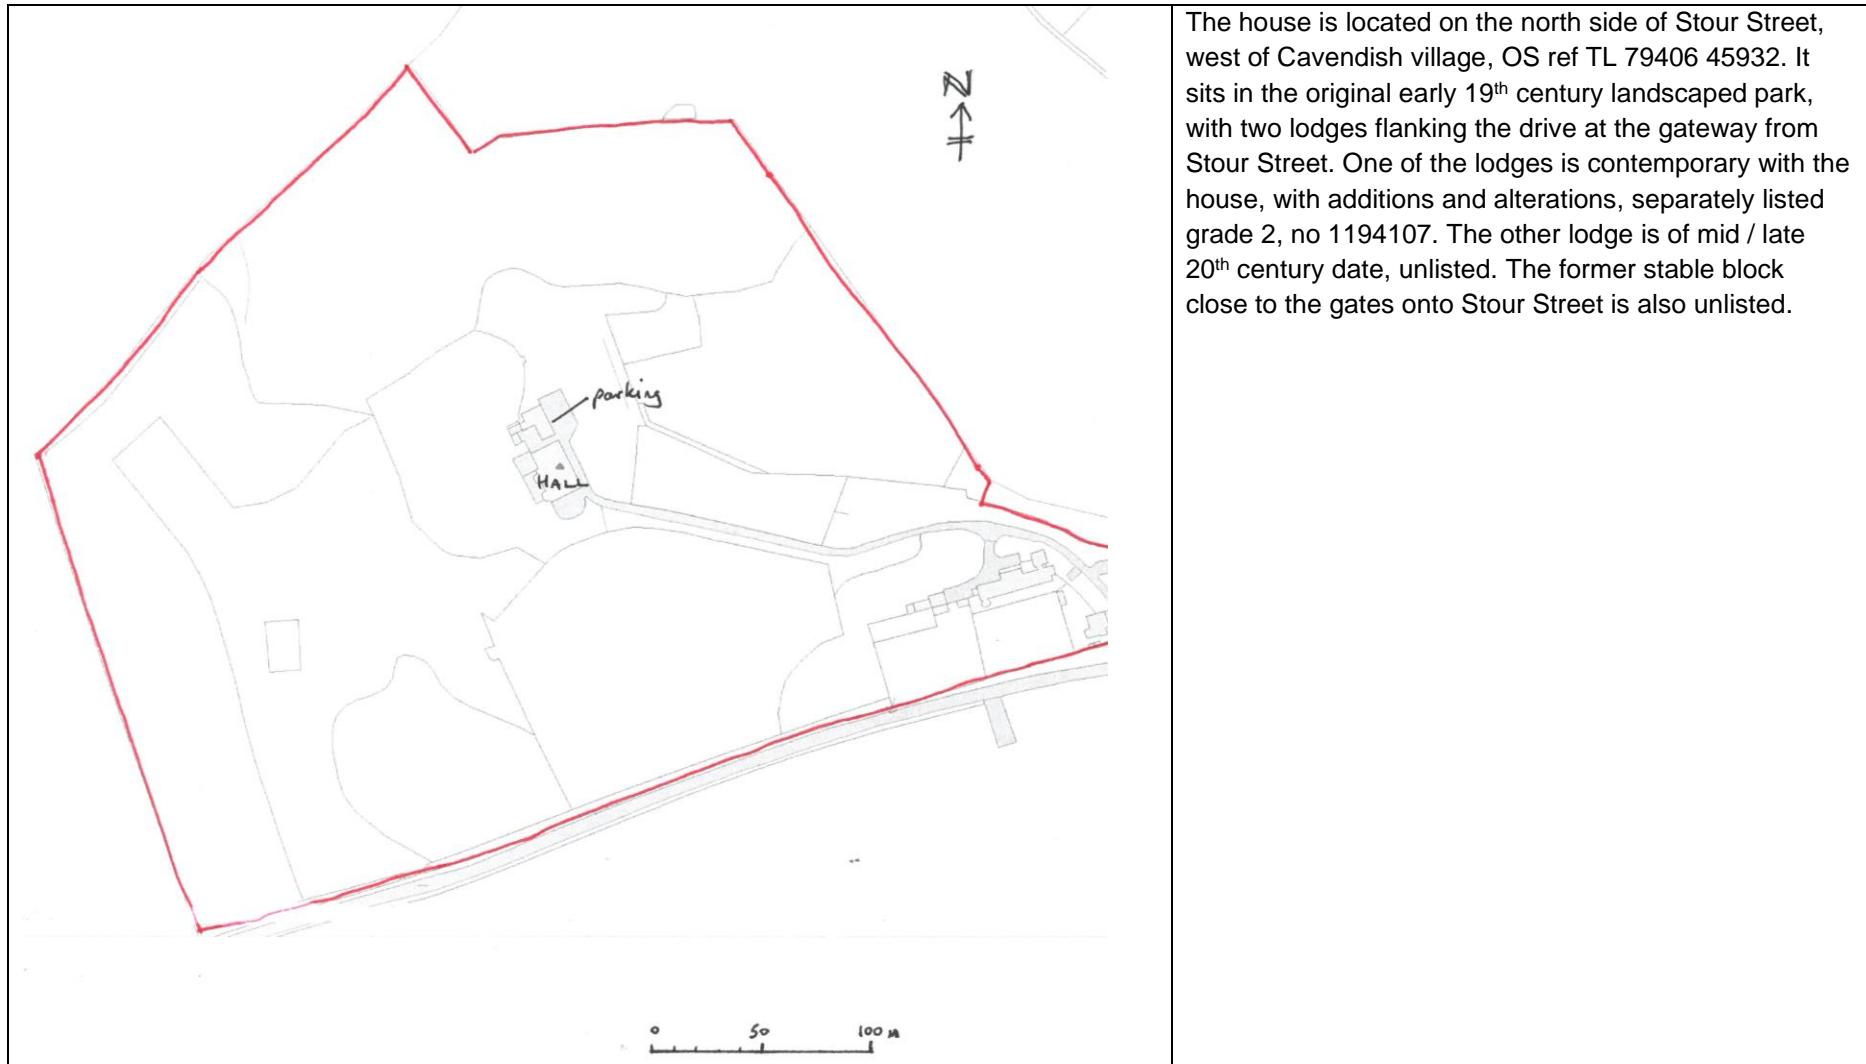 N
parking
HALL
0 50 100 m
The house is located on the north side of Stour Street,
west of Cavendish village, OS ref TL 79406 45932. It
sits in the original early 19th century landscaped park,
with two lodges flanking the drive at the gateway from
Stour Street. One of the lodges is contemporary with the
house, with additions and alterations, separately listed
grade 2, no 1194107. The other lodge is of mid / late
20th century date, unlisted. The former stable block
close to the gates onto Stour Street is also unlisted.